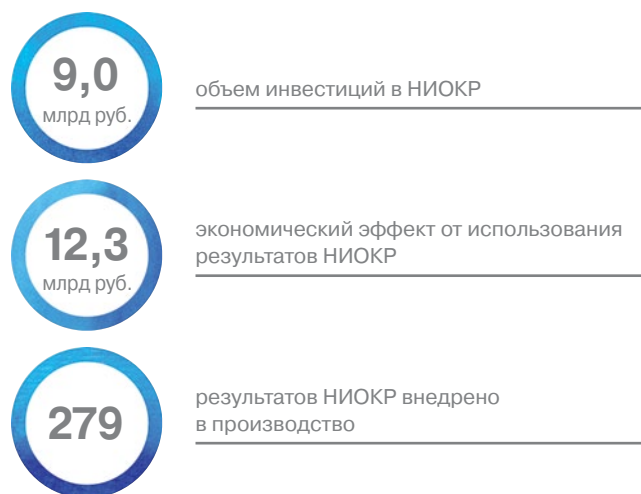 9,0
млрд руб.
объем инвестиций в НИОКР
12,3
млрд руб.
экономический эффект от использования
результатов НИОКР
279
результатов НИОКР внедрено
в производство